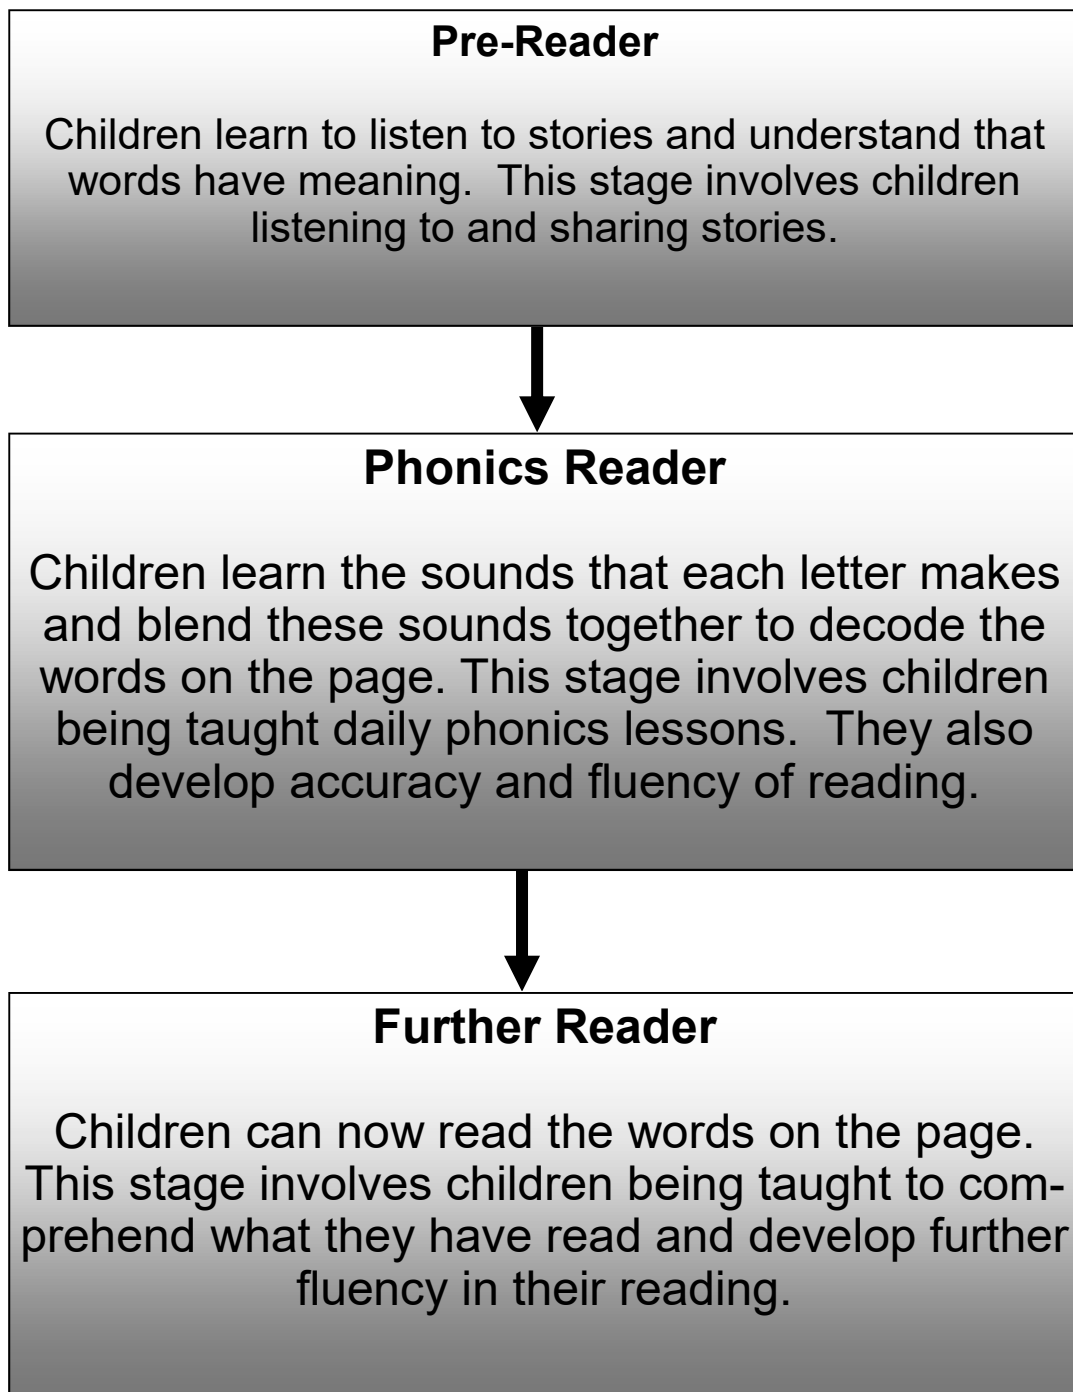 Pre-Reader
Children learn to listen to stories and understand that
words have meaning.  This stage involves children
listening to and sharing stories.
Phonics Reader
Children learn the sounds that each letter makes
and blend these sounds together to decode the
words on the page. This stage involves children
being taught daily phonics lessons.  They also
develop accuracy and fluency of reading.
Further Reader
Children can now read the words on the page.
This stage involves children being taught to com-
prehend what they have read and develop further
fluency in their reading.